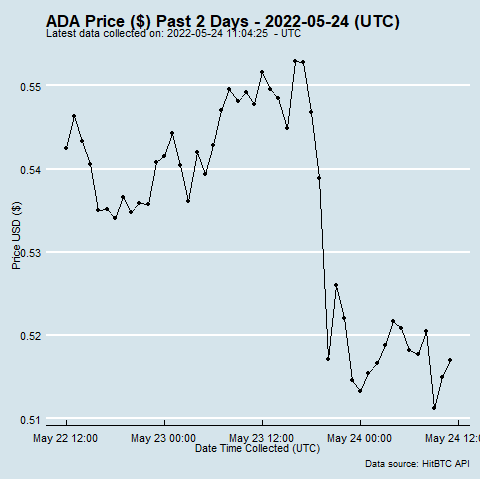 ADA Price ($) Past 2 Days - 2022-05-24 (UTC)
Latest data collected on: 2022-05-24 11:04:25 - UTC
0.55
0.54
0.53
0.52
0.51
Price USD ($)
May 22 12:00
May 23 00:00
May 23 12:00
May 24 00:00
May 24 12:0
Date Time Collected (UTC)
Data source: HitBTC API